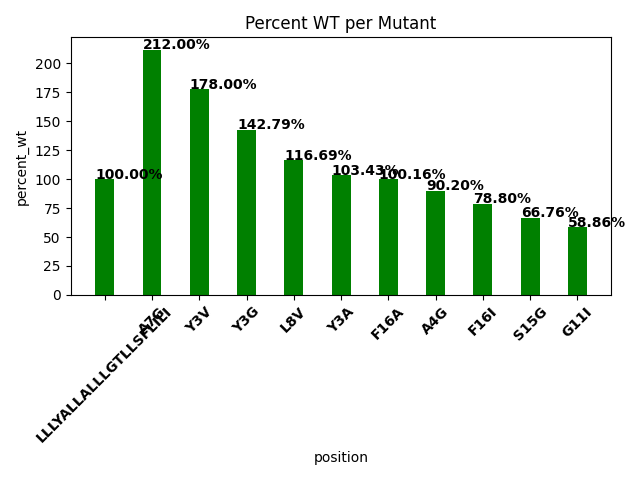 Percent WT per Mutant
percent_wt
200
175
150
125
100
75
50
25
0
100.00%
212.00%
178.00%
142.79%
116.69%
103.43%
100.16%
90.20%
78.80%
66.76%
58.86%
Y3V
Y3G
L8V
Y3A
F16A
A4G
F16I
S15G
G11I
position